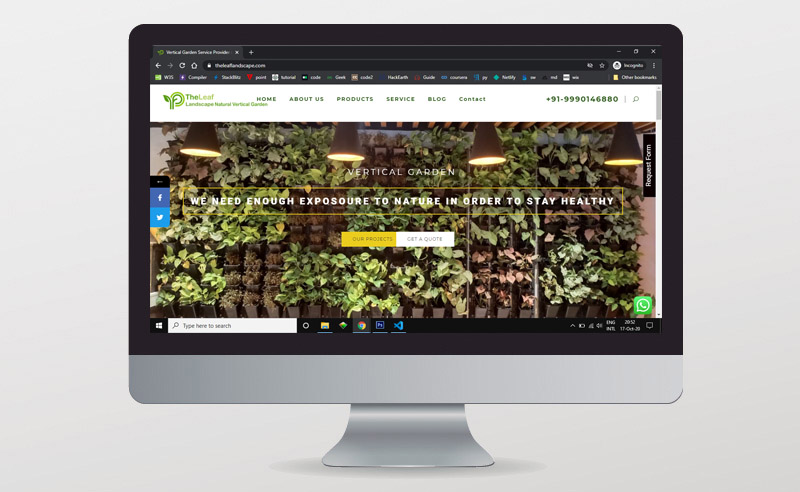 Vertical Garden Service Provider
theleaflandscape.com
Incognito
W3S
Compiler
StackBlitz
point
tutorial
code
Geek
code2
HackEarth
Guide
coursera
py
Netlify
sw
md
wix
Other bookmarks
TheLeaf
Landscape Natural Vertical Garden
HOME ABOUT US PRODUCTS SERVICE BLOG Contact
+91-9990146880
Request Form
VERTICAL GARDEN
WE NEED ENOUGH EXPOSOURE TO NATURE IN ORDER TO STAY HEALTHY
OUR PROJECTS
GET A QUOTE
Type here to search
ENG
INTL
20:52
17-Oct-20